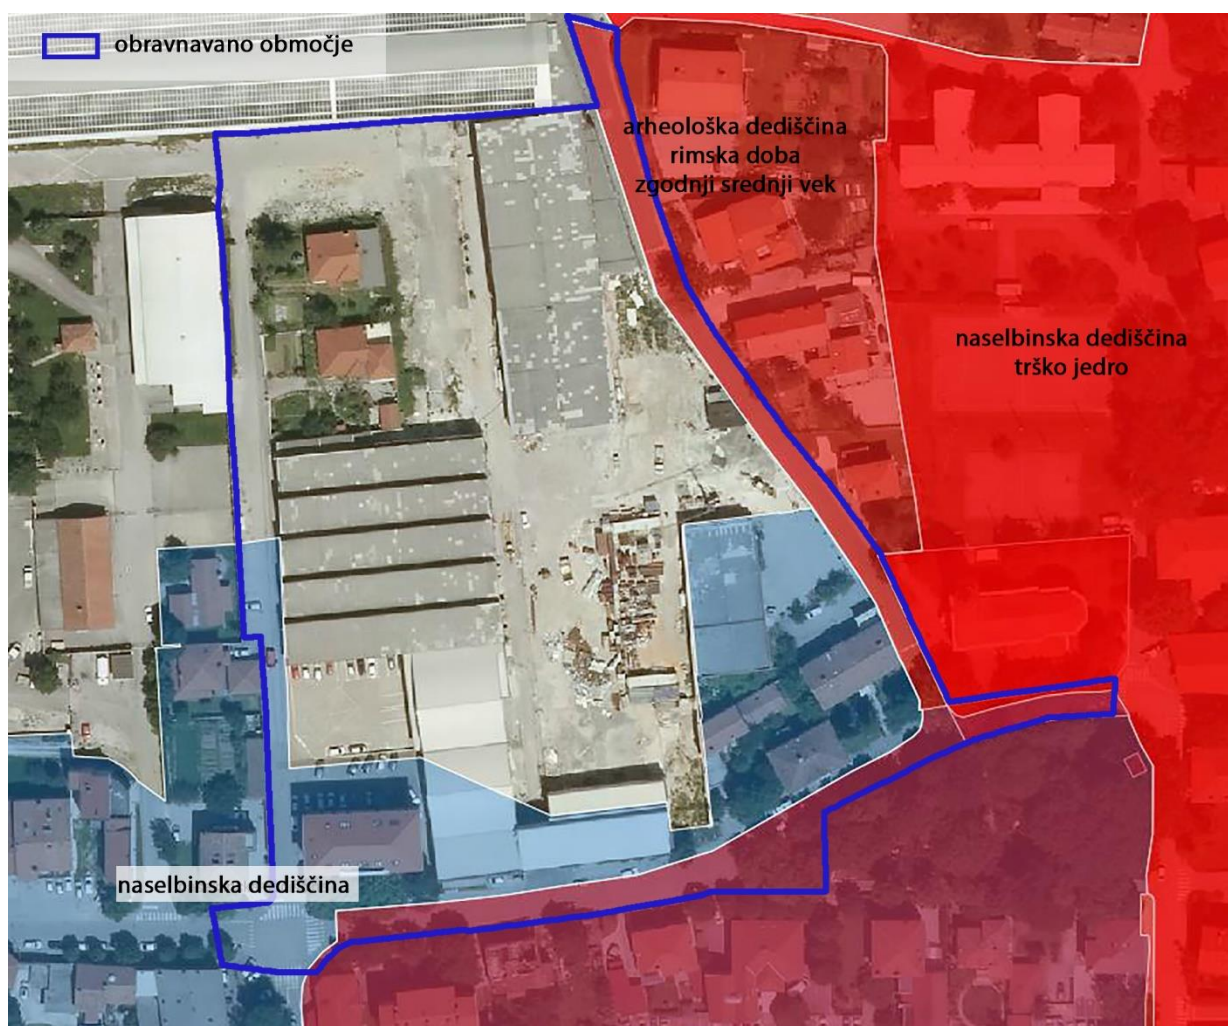 obravnavano območje
arheološka dediščina
rimska doba
zgodnji srednji vek
naselbinska dediščina
trško jedro
naselbinska dediščina